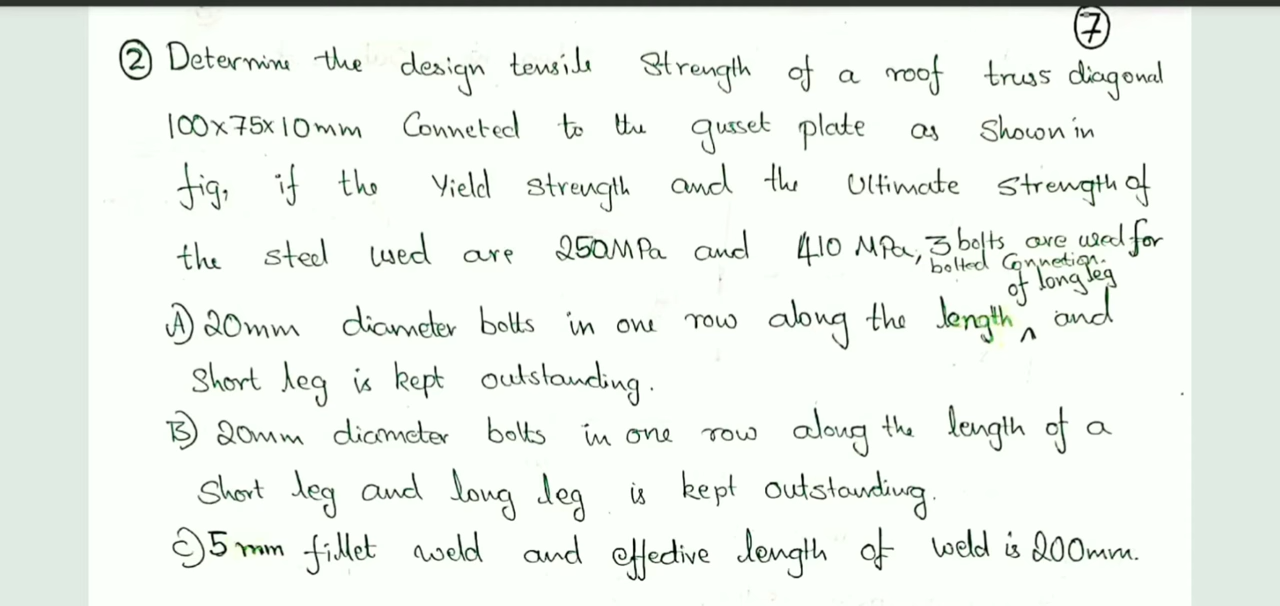 7
② Determine the design tensile Strength of a roof truss diagonal
100x75x10mm Conneted to the gusset plate as Shown in
fig, if the Yield strength and the Ultimate Strength of
the steel used are 250MPa and 410 MPa, 3 bolts are used for
bolted Connetion.
of long leg
A) 20mm diameter bolts in one row along the length ^ and
Short leg is kept outstanding.
B) 20mm diameter bolts in one row along the length of a
Short leg and long leg is kept outstanding.
C) 5 mm fillet weld and effective length of weld is 200mm.